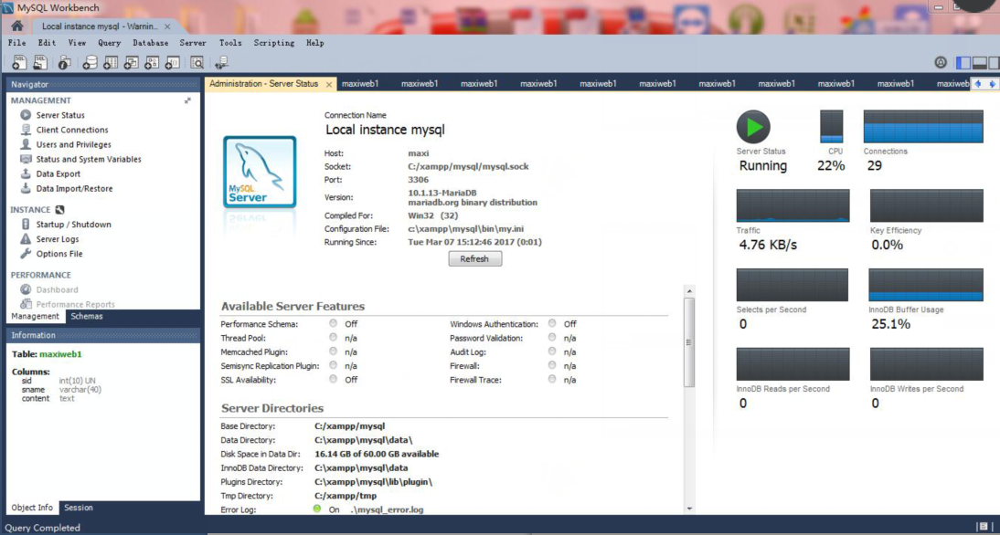 MySQL Workbench
Local instance mysql - Warnin... ×
File Edit View Query Database Server Tools Scripting Help
Navigator
MANAGEMENT
Server Status
Client Connections
Users and Privileges
Status and System Variables
Data Export
Data Import/Restore
INSTANCE
Startup / Shutdown
Server Logs
Options File
PERFORMANCE
Dashboard
Performance Reports
Management Schemas
Information
Table: maxiweb1
Columns:
sid int(10) UN
sname varchar(40)
content text
Object Info Session
Query Completed
Administration - Server Status × maxiweb1 maxiweb1 maxiweb1 maxiweb1 maxiweb1 maxiweb1 maxiweb1 maxiweb1 maxiweb1 maxiweb1 maxiweb
MySQL
Server
Connection Name
Local instance mysql
Host: maxi
Socket: C:/xampp/mysql/mysql.sock
Port: 3306
Version: 10.1.13-MariaDB
mariadb.org binary distribution
Compiled For: Win32 (32)
Configuration File: c:\xampp\mysql\bin\my.ini
Running Since: Tue Mar 07 15:12:46 2017 (0:01)
Refresh
Available Server Features
Performance Schema: Off Windows Authentication: Off
Thread Pool: n/a Password Validation: n/a
Memcached Plugin: n/a Audit Log: n/a
Semisync Replication Plugin: n/a Firewall: n/a
SSL Availability: Off Firewall Trace: n/a
Server Directories
Base Directory: C:/xampp/mysql
Data Directory: C:\xampp\mysql\data\
Disk Space in Data Dir: 16.14 GB of 60.00 GB available
InnoDB Data Directory: C:\xampp\mysql\data
Plugins Directory: C:\xampp\mysql\lib\plugin\
Tmp Directory: C:/xampp/tmp
Error Log: On .\mysql_error.log
Server Status CPU Connections
Running 22% 29
Traffic Key Efficiency
4.76 KB/s 0.0%
Selects per Second InnoDB Buffer Usage
0 25.1%
InnoDB Reads per Second InnoDB Writes per Second
0 0